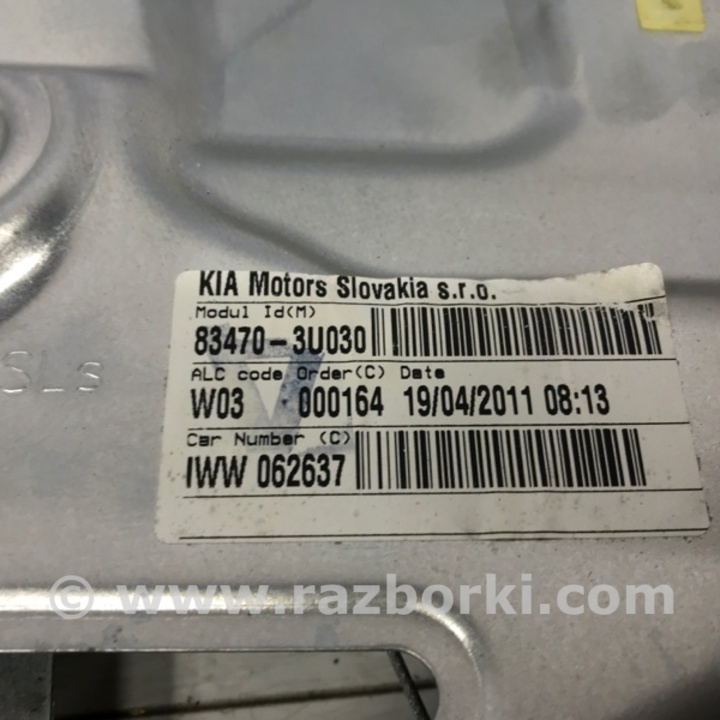 KIA Motors Slovakia s.r.o.
Modul Id(M)
83470-3U030
ALC code Order(C) Date
W03 000164 19/04/2011 08:13
Car Number (C)
IWW 062637
SLs
© www.razborki.com